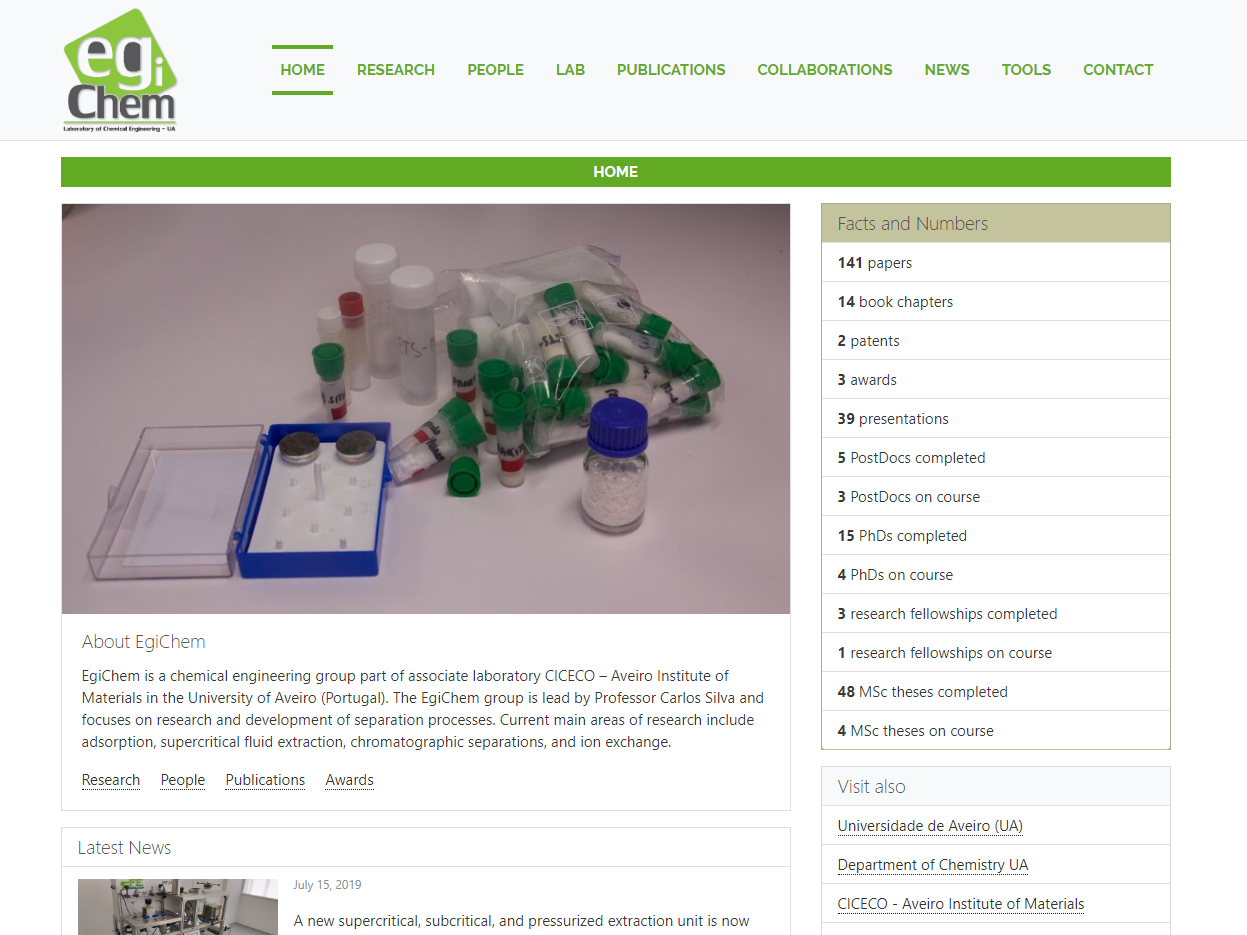 egi
Chem
Laboratory of Chemical Engineering - UA
HOME
RESEARCH
PEOPLE
LAB
PUBLICATIONS
COLLABORATIONS
NEWS
TOOLS
CONTACT
HOME
About EgiChem
EgiChem is a chemical engineering group part of associate laboratory CICECO – Aveiro Institute of
Materials in the University of Aveiro (Portugal). The EgiChem group is lead by Professor Carlos Silva and
focuses on research and development of separation processes. Current main areas of research include
adsorption, supercritical fluid extraction, chromatographic separations, and ion exchange.
Research
People
Publications
Awards
Latest News
July 15, 2019
A new supercritical, subcritical, and pressurized extraction unit is now
Facts and Numbers
141 papers
14 book chapters
2 patents
3 awards
39 presentations
5 PostDocs completed
3 PostDocs on course
15 PhDs completed
4 PhDs on course
3 research fellowships completed
1 research fellowships on course
48 MSc theses completed
4 MSc theses on course
Visit also
Universidade de Aveiro (UA)
Department of Chemistry UA
CICECO - Aveiro Institute of Materials